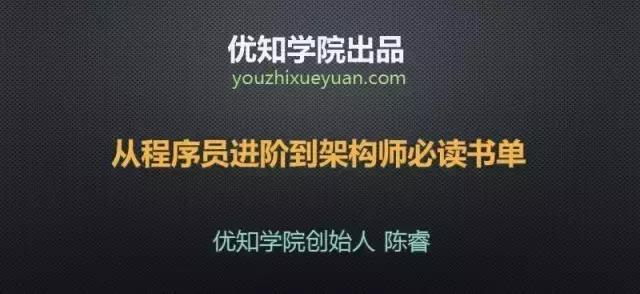 优知学院出品
youzhixueyuan.com
从程序员进阶到架构师必读书单
优知学院创始人 陈睿